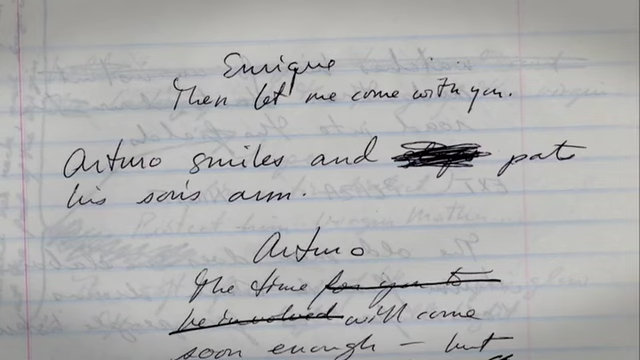 Enrique
Then let me come with you.
Arturo smiles and pats
his son's arm.
Arturo
The time for you to
be involved will come
soon enough — but